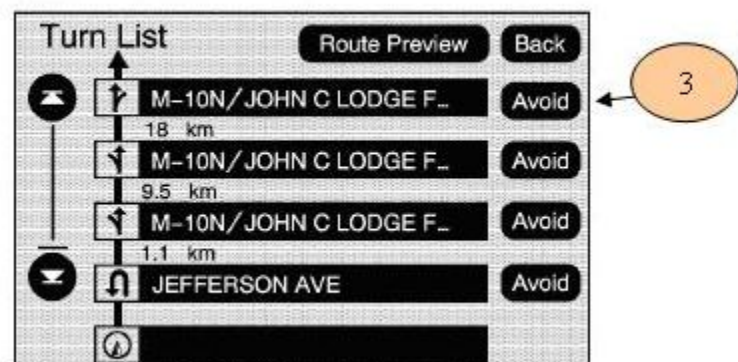 Turn List Route Preview Back
M-10N/JOHN C LODGE F... Avoid 3
18 km
M-10N/JOHN C LODGE F... Avoid
9.5 km
M-10N/JOHN C LODGE F... Avoid
1.1 km
JEFFERSON AVE Avoid